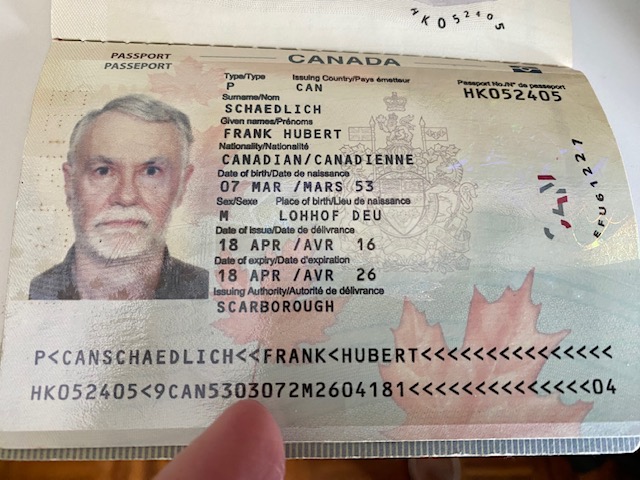 HK052405
CANADA
PASSPORT
PASSEPORT
Type/Type Issuing Country/Pays émetteur Passport No./N° de passeport
P CAN HK052405
Surname/Nom
SCHAEDLICH
Given names/Prénoms
FRANK HUBERT
Nationality/Nationalité
CANADIAN/CANADIENNE
Date of birth/Date de naissance
07 MAR /MARS 53
Sex/Sexe Place of birth/Lieu de naissance
M LOHHOF DEU
Date of issue/Date de délivrance
18 APR /AVR 16
Date of expiry/Date d'expiration
18 APR /AVR 26
Issuing Authority/Autorité de délivrance
SCARBOROUGH
EFU61227
P<CANSCHAEDLICH<<FRANK<HUBERT<<<<<<<<<<<<<<<
HK052405<9CAN5303072M2604181<<<<<<<<<<<<<<04